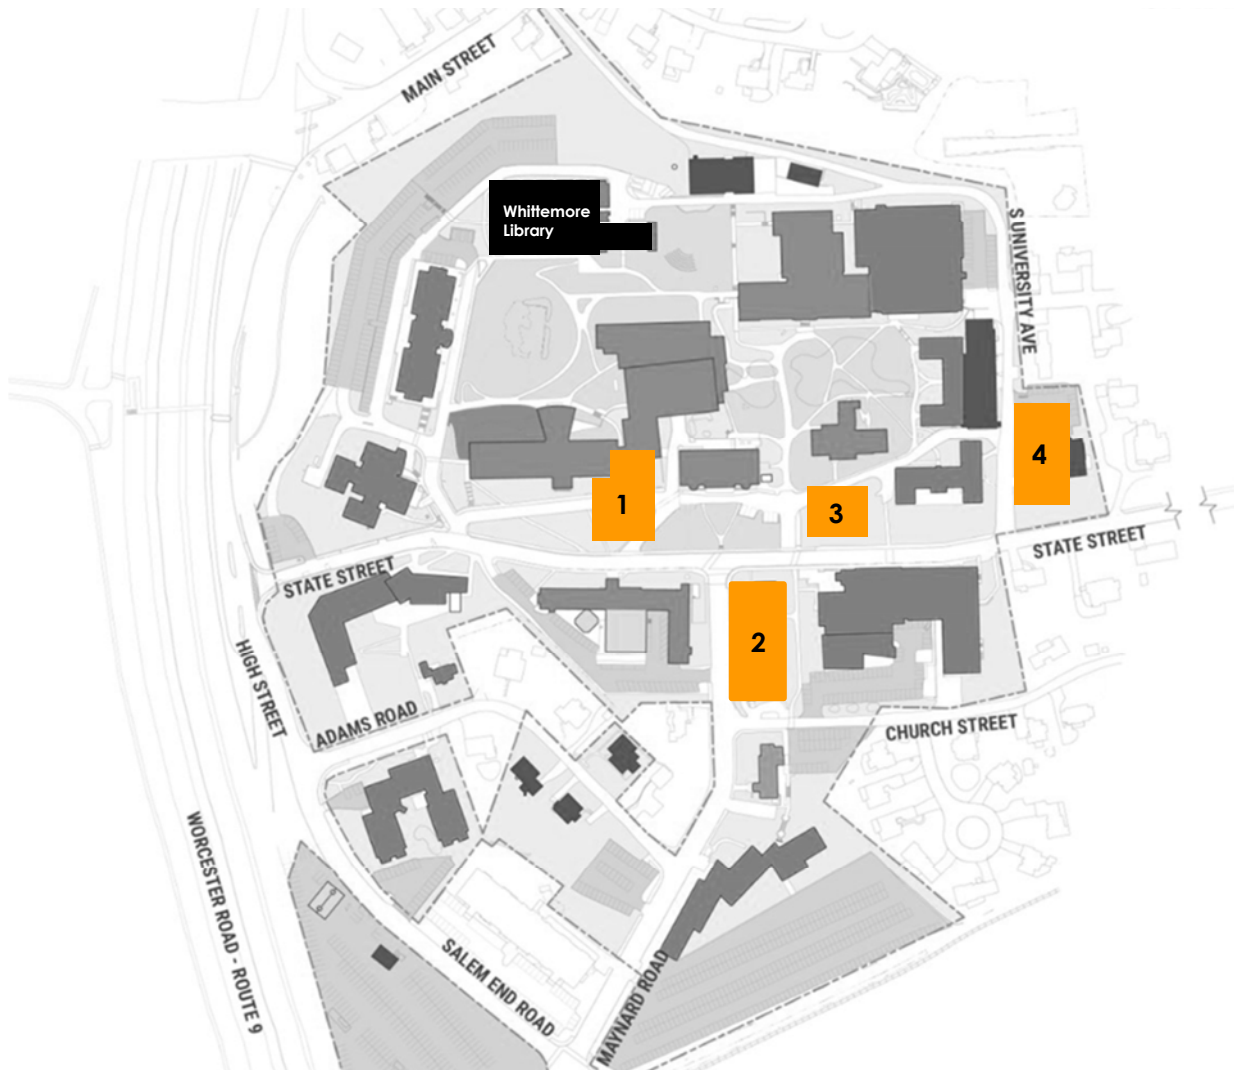 MAIN STREET
Whittemore
Library
S UNIVERSITY AVE
4
1
3
STATE STREET
STATE STREET
2
HIGH STREET
ADAMS ROAD
CHURCH STREET
WORCESTER ROAD - ROUTE 9
SALEM END ROAD
MAYNARD ROAD